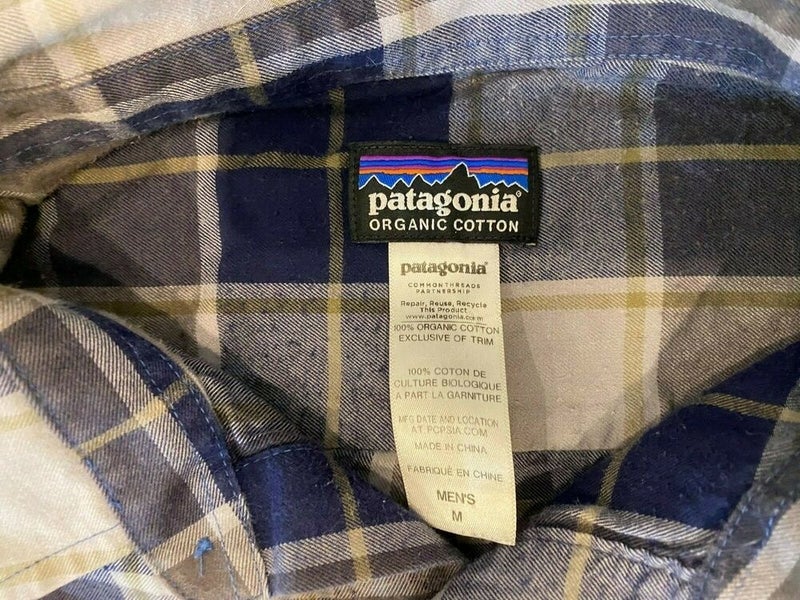 patagonia®
ORGANIC COTTON
patagonia®
COMMON THREADS
PARTNERSHIP
Repair, Reuse, Recycle
This Product
www.patagonia.com
100% ORGANIC COTTON
EXCLUSIVE OF TRIM
100% COTON DE
CULTURE BIOLOGIQUE
A PART LA GARNITURE
MFG DATE AND LOCATION
AT PCPSIA.COM
MADE IN CHINA
FABRIQUÉ EN CHINE
MEN'S
M